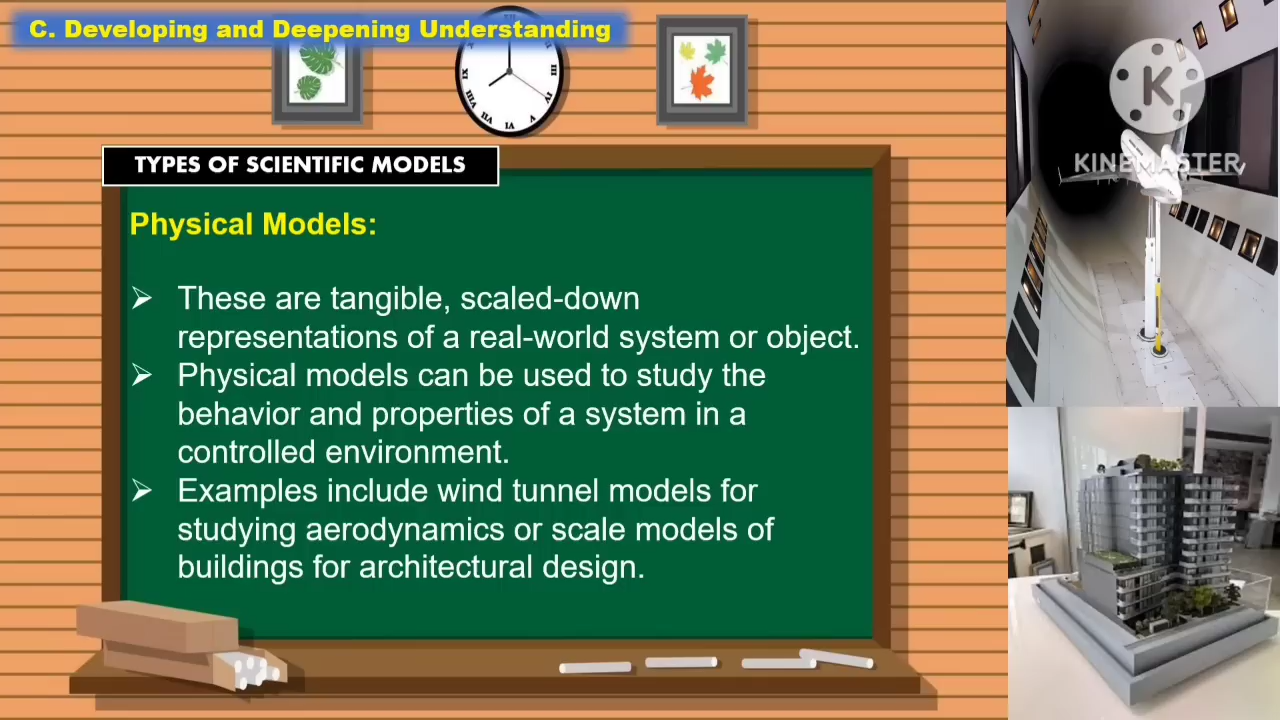 C. Developing and Deepening Understanding
TYPES OF SCIENTIFIC MODELS
Physical Models:
➢ These are tangible, scaled-down
representations of a real-world system or object.
➢ Physical models can be used to study the
behavior and properties of a system in a
controlled environment.
➢ Examples include wind tunnel models for
studying aerodynamics or scale models of
buildings for architectural design.
K
KINEMASTER